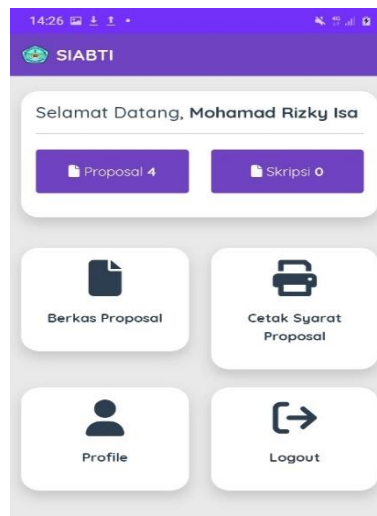 14:26
SIABTI
Selamat Datang, Mohamad Rizky Isa
Proposal 4
Skripsi 0
Berkas Proposal
Cetak Syarat
Proposal
Profile
Logout